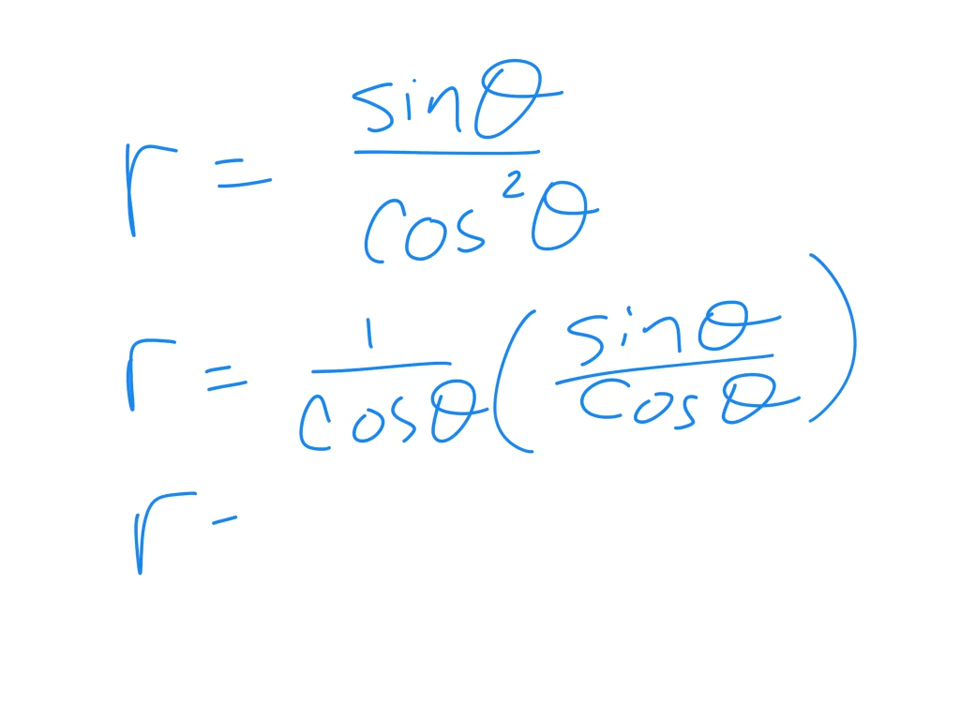 r = sinθ / cos²θ
r = 1/cosθ (sinθ/cosθ)
r -